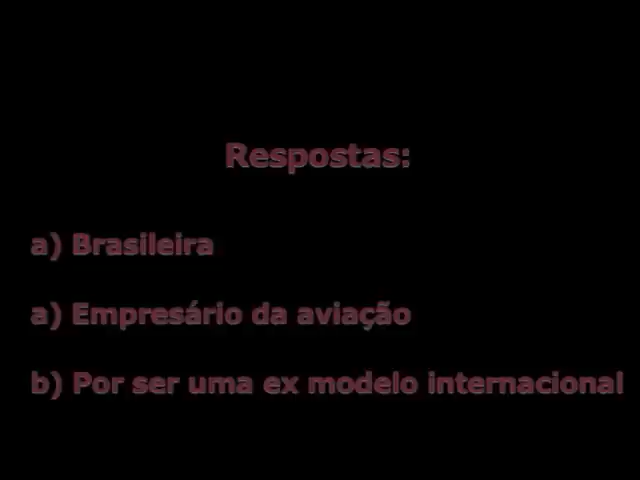 Respostas:
a) Brasileira
a) Empresário da aviação
b) Por ser uma ex modelo internacional